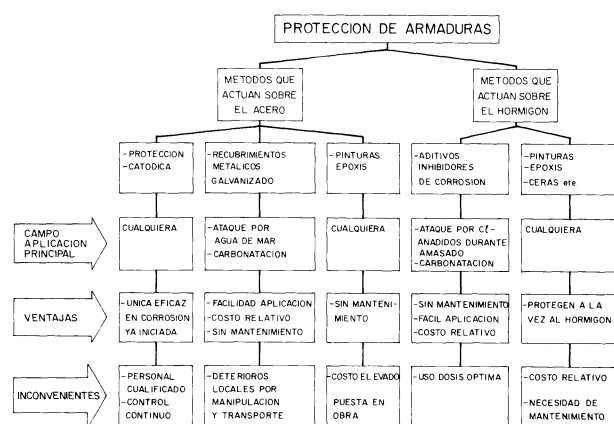 PROTECCION DE ARMADURAS
METODOS QUE
ACTUAN SOBRE
EL ACERO
METODOS QUE
ACTUAN SOBRE
EL HORMIGON
-PROTECCION
-CATODICA
-RECUBRIMIENTOS
METALICOS
GALVANIZADO
-PINTURAS
EPOXIS
-ADITIVOS
INHIBIDORES
DE CORROSION
-PINTURAS
-EPOXIS
-CERAS etc.
CAMPO
APLICACION
PRINCIPAL
CUALQUIERA
-ATAQUE POR
AGUA DE MAR
-CARBONATACION
CUALQUIERA
-ATAQUE POR Cl-
AÑADIDOS DURANTE
AMASADO
-CARBONATACION
CUALQUIERA
VENTAJAS
-UNICA EFICAZ
EN CORROSION
YA INICIADA
-FACILIDAD APLICACION
-COSTO RELATIVO
-SIN MANTENIMIENTO
-SIN MANTENI-
MIENTO
-SIN MANTENIMIENTO
-FACIL APLICACION
-COSTO RELATIVO
-PROTEGEN A LA
VEZ AL HORMIGON
INCONVENIENTES
-PERSONAL
CUALIFICADO
-CONTROL
CONTINUO
-DETERIOROS
LOCALES POR
MANIPULACION
Y TRANSPORTE
-COSTO ELEVADO
PUESTA EN
OBRA
-USO DOSIS OPTIMA
-COSTO RELATIVO
-NECESIDAD DE
MANTENIMIENTO